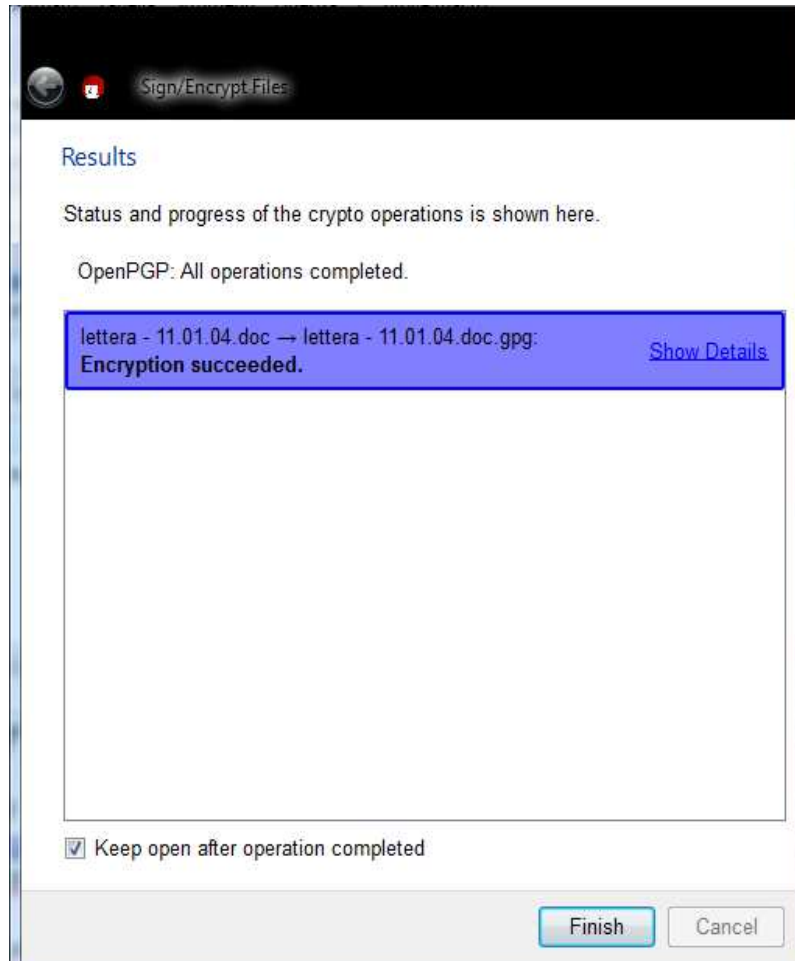 Sign/Encrypt Files
Results
Status and progress of the crypto operations is shown here.
OpenPGP: All operations completed.
lettera - 11.01.04.doc → lettera - 11.01.04.doc.gpg:
Encryption succeeded.
Show Details
Keep open after operation completed
Finish
Cancel